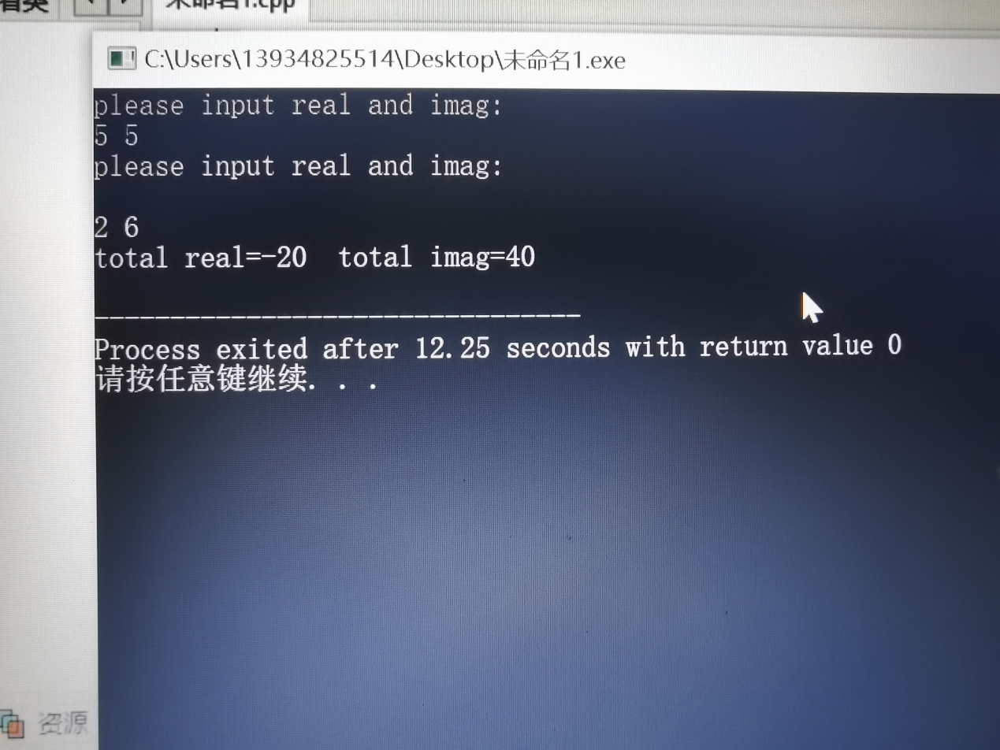 未命名1.cpp
C:\Users\13934825514\Desktop\未命名1.exe
please input real and imag:
5 5
please input real and imag:
2 6
total real=-20  total imag=40
--------------------------------
Process exited after 12.25 seconds with return value 0
请按任意键继续. . .
资源